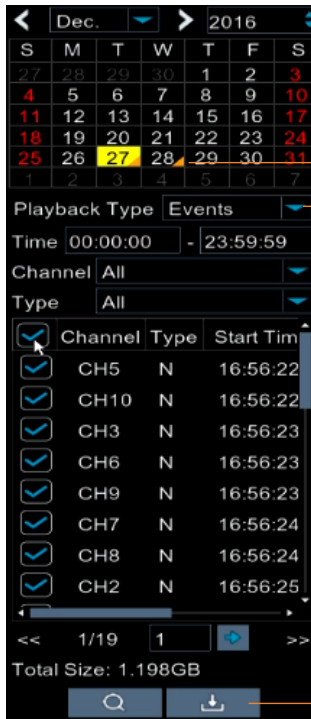 Dec. 2016
S M T W T F S
27 28 29 30 1 2 3
4 5 6 7 8 9 10
11 12 13 14 15 16 17
18 19 20 21 22 23 24
25 26 27 28 29 30 31
1 2 3 4 5 6 7
Playback Type Events
Time 00:00:00 - 23:59:59
Channel All
Type All
Channel Type Start Tim
CH5 N 16:56:22
CH10 N 16:56:22
CH3 N 16:56:23
CH6 N 16:56:23
CH9 N 16:56:23
CH7 N 16:56:24
CH8 N 16:56:24
CH2 N 16:56:25
<< 1/19 1 >>
Total Size: 1.198GB